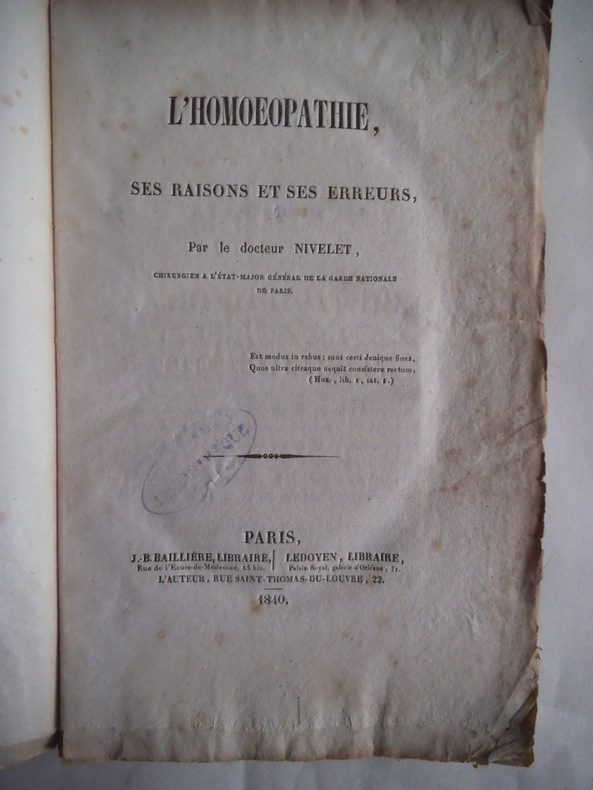 L'HOMOEOPATHIE,
SES RAISONS ET SES ERREURS,
Par le docteur NIVELET,
CHIRURGIEN A L'ÉTAT-MAJOR GÉNÉRAL DE LA GARDE NATIONALE
DE PARIS.
Est modus in rebus; sunt certi denique fines,
Quos ultra citraque nequit consistere rectum.
(Hor., lib. 1, sat. 1.)
PARIS,
J.-B. BAILLIÈRE, LIBRAIRE,
Rue de l'Ecole-de-Médecine, 13 bis.
LEDOYEN, LIBRAIRE,
Palais-Royal, galerie d'Orléans, 31.
L'AUTEUR, RUE SAINT-THOMAS-DU-LOUVRE, 22.
1840.